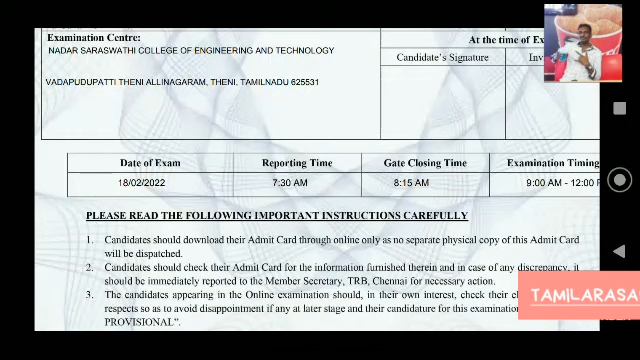 Examination Centre:
NADAR SARASWATHI COLLEGE OF ENGINEERING AND TECHNOLOGY
VADAPUDUPATTI THENI ALLINAGARAM, THENI, TAMILNADU 625531
At the time of Ex
Candidate's Signature Inv
Date of Exam Reporting Time Gate Closing Time Examination Timing
18/02/2022 7:30 AM 8:15 AM 9:00 AM - 12:00 P
PLEASE READ THE FOLLOWING IMPORTANT INSTRUCTIONS CAREFULLY
1. Candidates should download their Admit Card through online only as no separate physical copy of this Admit Card
will be dispatched.
2. Candidates should check their Admit Card for the information furnished therein and in case of any discrepancy, it
should be immediately reported to the Member Secretary, TRB, Chennai for necessary action.
3. The candidates appearing in the Online examination should, in their own interest, check their el
respects so as to avoid disappointment if any at later stage and their candidature for this examination
PROVISIONAL".
TAMILARASA